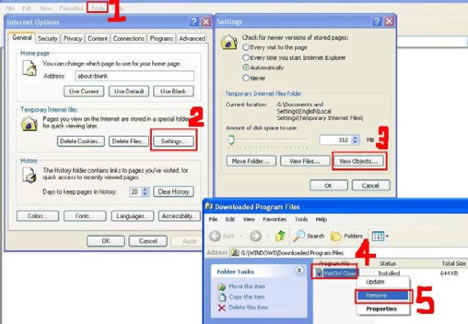 File Edit View Favorites Tools Help
1
Internet Options
General Security Privacy Content Connections Programs Advanced
Home page
You can change which page to use for your home page.
Address: about:blank
Use Current Use Default Use Blank
Temporary Internet files
Pages you view on the Internet are stored in a special folder
for quick viewing later.
2
Delete Cookies... Delete Files... Settings...
History
The History folder contains links to pages you've visited, for
quick access to recently viewed pages.
Days to keep pages in history: 20 Clear History
Colors... Fonts... Languages... Accessibility...
OK Cancel Apply
Settings
Check for newer versions of stored pages:
Every visit to the page
Every time you start Internet Explorer
Automatically
Never
Temporary Internet files folder
Current location: G:\Documents and
Settings\English\Local
Settings\Temporary Internet Files\
Amount of disk space to use:
312 MB
3
Move Folder... View Files... View Objects...
OK Cancel
Downloaded Program Files
File Edit View Favorites Tools Help
Back Search Folders
Address G:\WINDOWS\Downloaded Program Files
4
Folder Tasks
Move this item
Copy this item
Delete this item
Program File Status Total Size
Installed 644 KB
Update
Remove
Properties
5